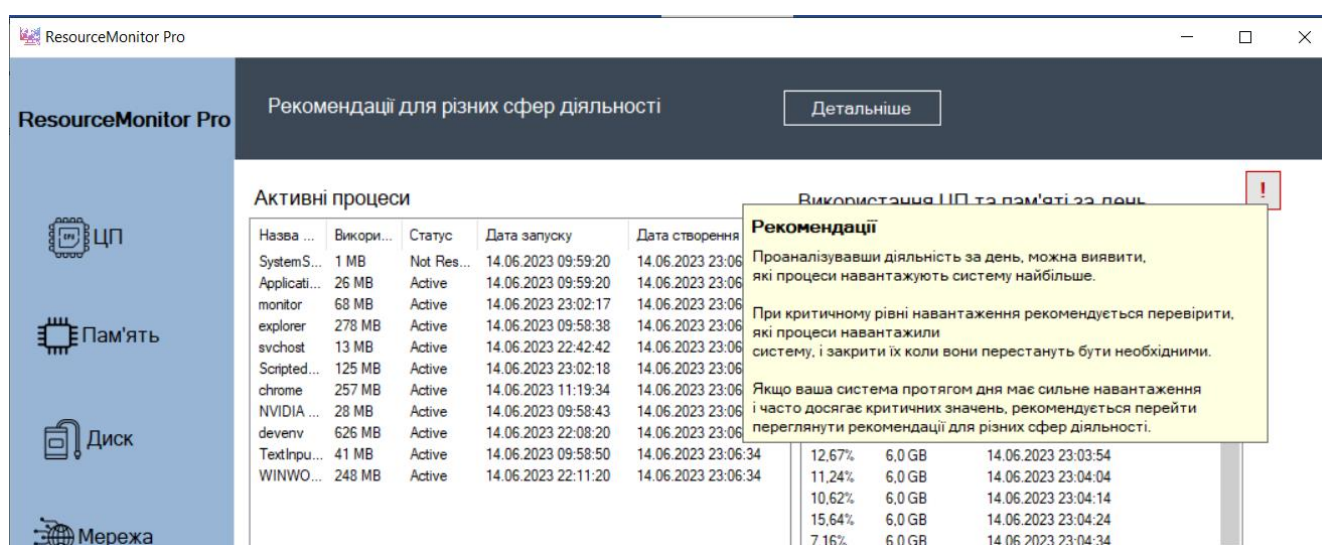 ResourceMonitor Pro
ResourceMonitor Pro
Рекомендації для різних сфер діяльності
Детальніше
ЦП
Пам'ять
Диск
Мережа
Активні процеси
Назва ... Викори... Статус Дата запуску Дата створення
SystemS... 1 MB Not Res... 14.06.2023 09:59:20 14.06.2023 23:06
Applicati... 26 MB Active 14.06.2023 09:59:20 14.06.2023 23:06
monitor 68 MB Active 14.06.2023 23:02:17 14.06.2023 23:06
explorer 278 MB Active 14.06.2023 09:58:38 14.06.2023 23:06
svchost 13 MB Active 14.06.2023 22:42:42 14.06.2023 23:06
Scripted... 125 MB Active 14.06.2023 23:02:18 14.06.2023 23:06
chrome 257 MB Active 14.06.2023 11:19:34 14.06.2023 23:06
NVIDIA ... 28 MB Active 14.06.2023 09:58:43 14.06.2023 23:06
devenv 626 MB Active 14.06.2023 22:08:20 14.06.2023 23:06
TextInpu... 41 MB Active 14.06.2023 09:58:50 14.06.2023 23:06:34
WINWO... 248 MB Active 14.06.2023 22:11:20 14.06.2023 23:06:34
Використання ЦП та пам'яті за день
!
Рекомендації
Проаналізувавши діяльність за день, можна виявити,
які процеси навантажують систему найбільше.
При критичному рівні навантаження рекомендується перевірити,
які процеси навантажили
систему, і закрити їх коли вони перестануть бути необхідними.
Якщо ваша система протягом дня має сильне навантаження
і часто досягає критичних значень, рекомендується перейти
переглянути рекомендації для різних сфер діяльності.
12,67% 6,0 GB 14.06.2023 23:03:54
11,24% 6,0 GB 14.06.2023 23:04:04
10,62% 6,0 GB 14.06.2023 23:04:14
15,64% 6,0 GB 14.06.2023 23:04:24
7,16% 6,0 GB 14.06.2023 23:04:34